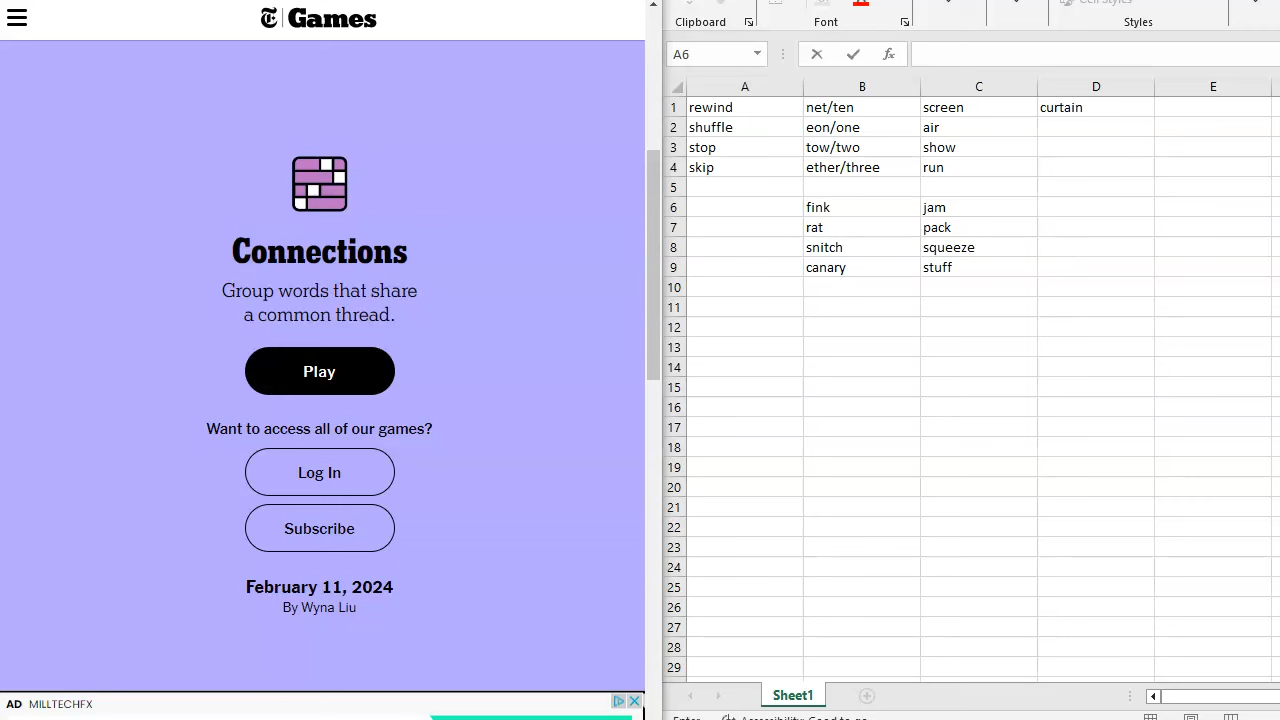 Games
Connections
Group words that share
a common thread.
Play
Want to access all of our games?
Log In
Subscribe
February 11, 2024
By Wyna Liu
AD MILLTECHFX
Clipboard Font Styles
A6 fx
A B C D E
1 rewind net/ten screen curtain
2 shuffle eon/one air
3 stop tow/two show
4 skip ether/three run
5
6 fink jam
7 rat pack
8 snitch squeeze
9 canary stuff
10
11
12
13
14
15
16
17
18
19
20
21
22
23
24
25
26
27
28
29
Sheet1